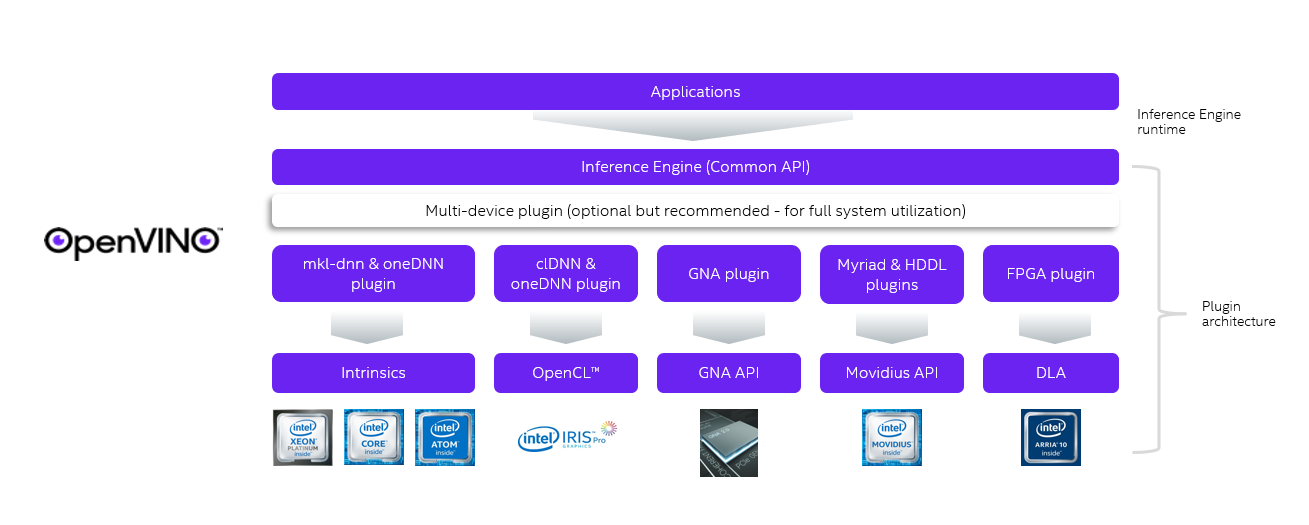 Applications
Inference Engine
runtime
Inference Engine (Common API)
Multi-device plugin (optional but recommended - for full system utilization)
OpenVINO™
mkl-dnn & oneDNN
plugin
clDNN &
oneDNN plugin
GNA plugin
Myriad & HDDL
plugins
FPGA plugin
Plugin
architecture
Intrinsics
OpenCL™
GNA API
Movidius API
DLA
intel
XEON
PLATINUM
inside
intel
CORE
inside
intel
ATOM
inside
intel IRIS™ Pro
GRAPHICS
intel
MOVIDIUS
inside
intel
ARRIA 10
inside